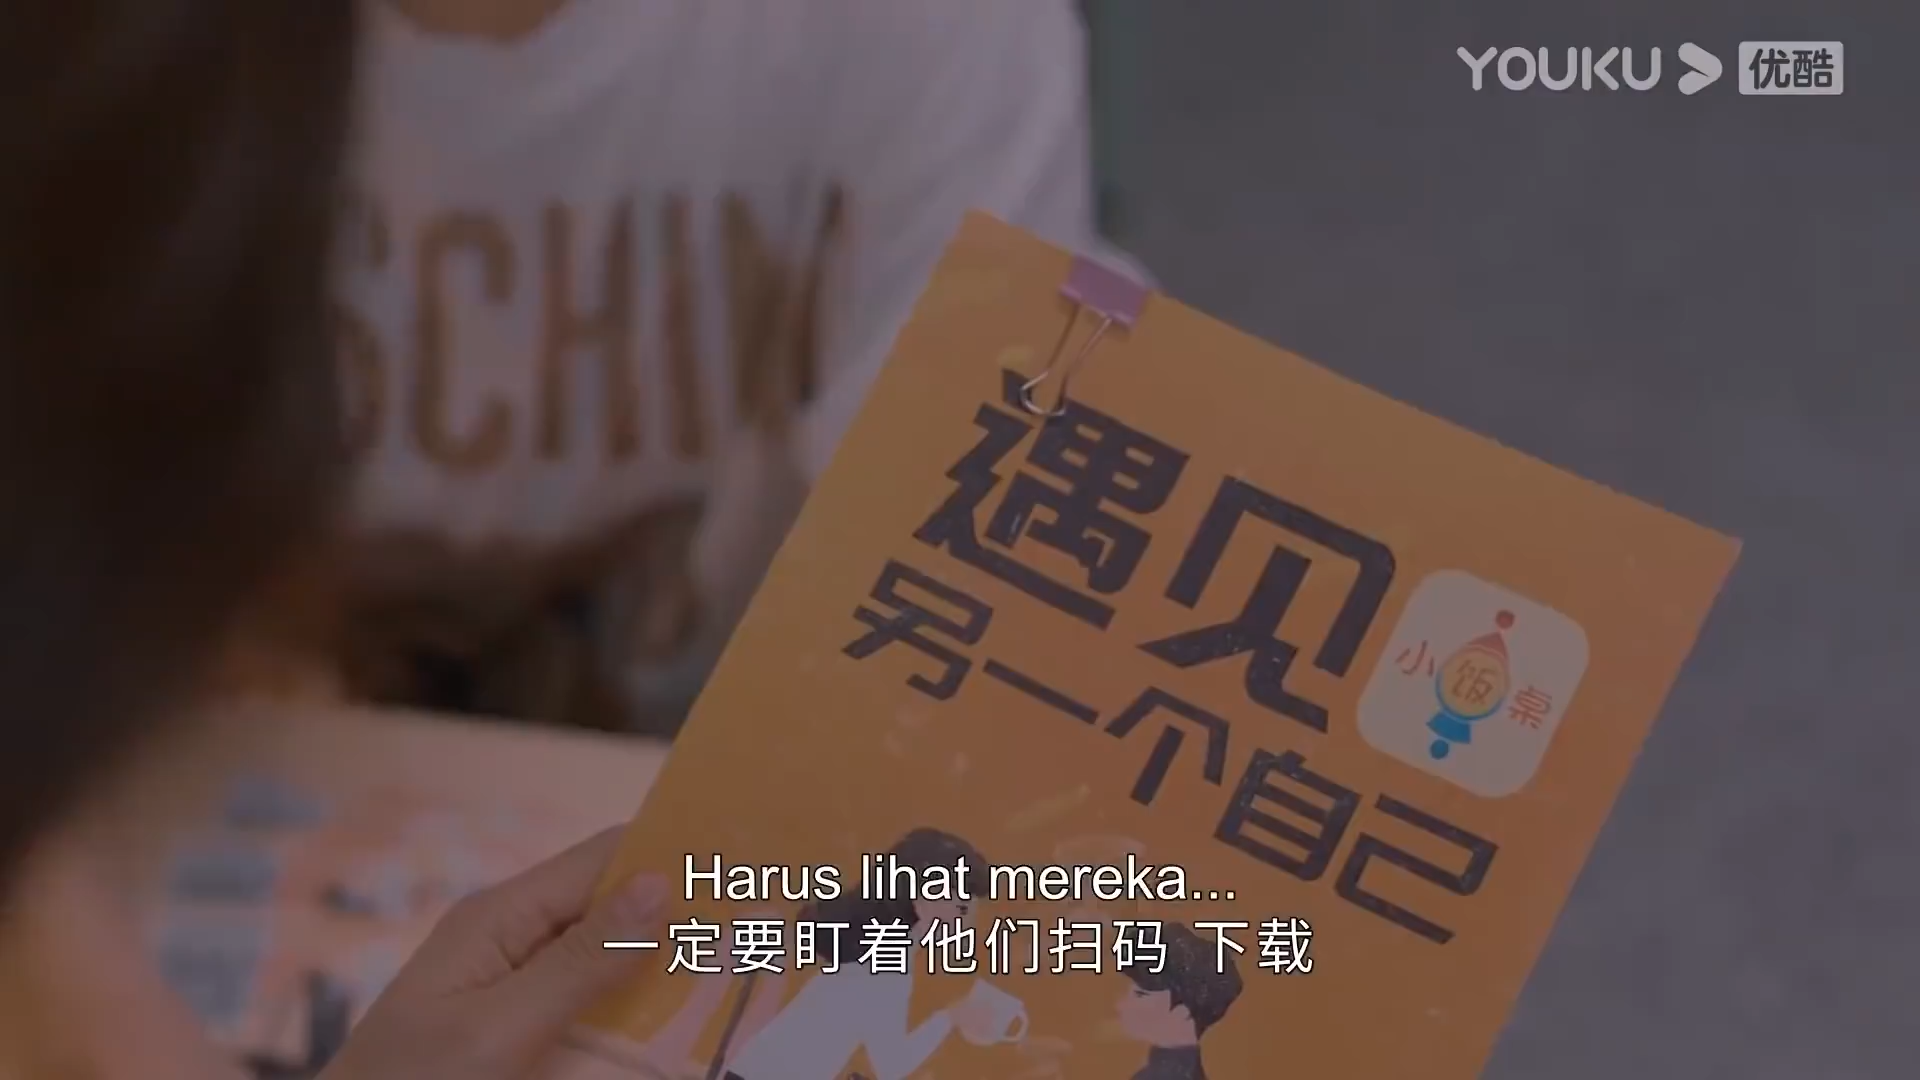 YOUKU 优酷
SCHIN
遇见
另一个自己
小饭桌
Harus lihat mereka...
一定要盯着他们扫码 下载